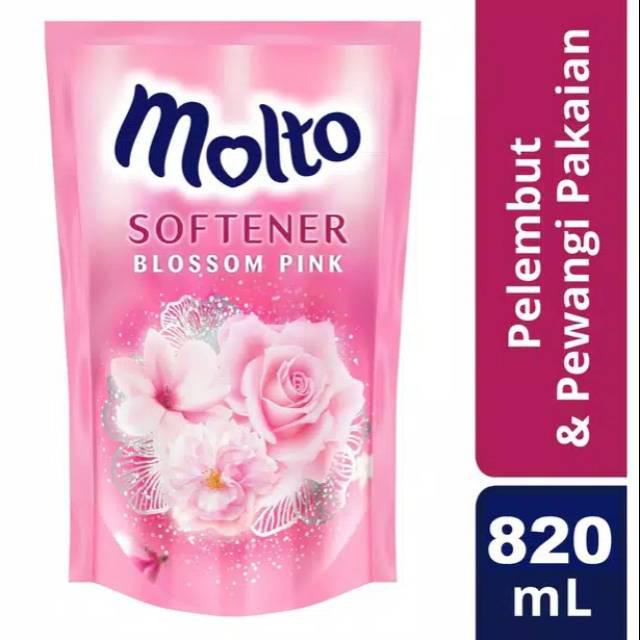 Molto
SOFTENER
BLOSSOM PINK
Pelembut
& Pewangi Pakaian
820
mL